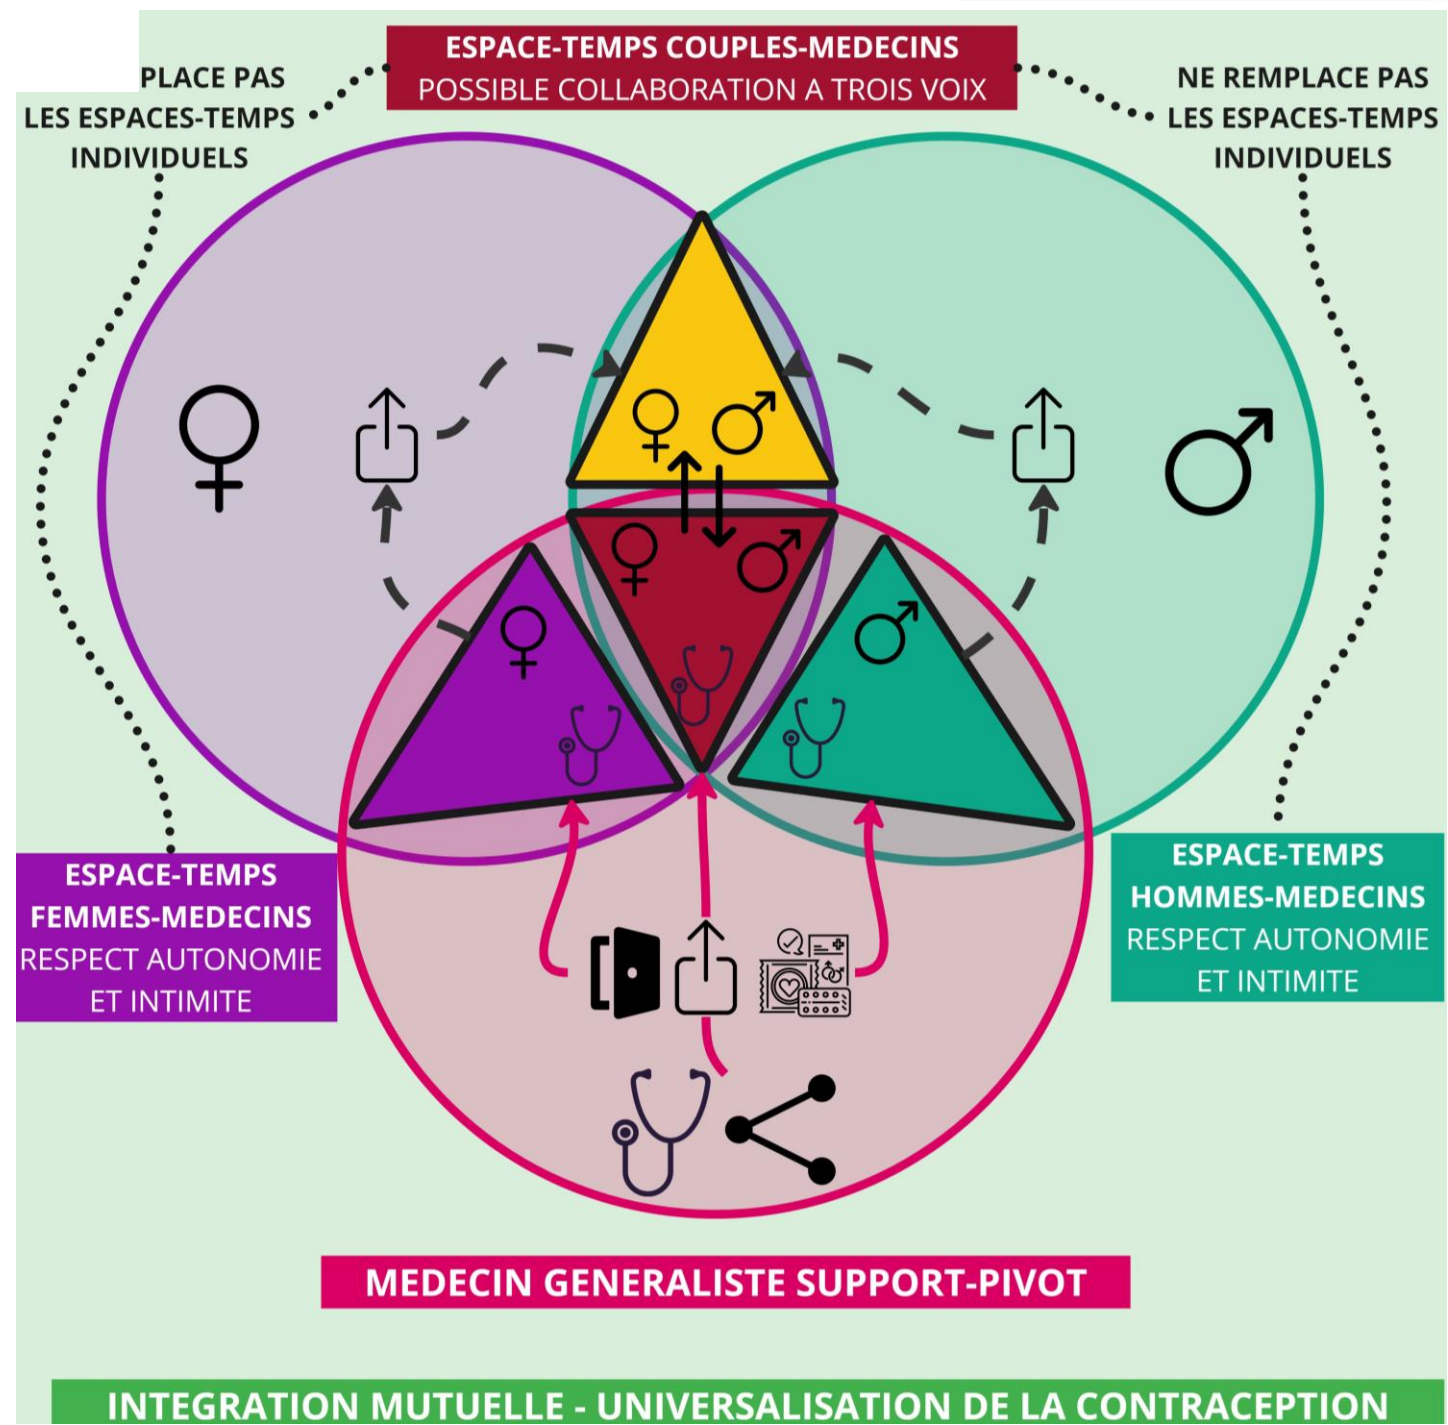 ESPACE-TEMPS COUPLES-MEDECINS
POSSIBLE COLLABORATION A TROIS VOIX
PLACE PAS
LES ESPACES-TEMPS
INDIVIDUELS
NE REMPLACE PAS
LES ESPACES-TEMPS
INDIVIDUELS
ESPACE-TEMPS
FEMMES-MEDECINS
RESPECT AUTONOMIE
ET INTIMITE
ESPACE-TEMPS
HOMMES-MEDECINS
RESPECT AUTONOMIE
ET INTIMITE
MEDECIN GENERALISTE SUPPORT-PIVOT
INTEGRATION MUTUELLE - UNIVERSALISATION DE LA CONTRACEPTION